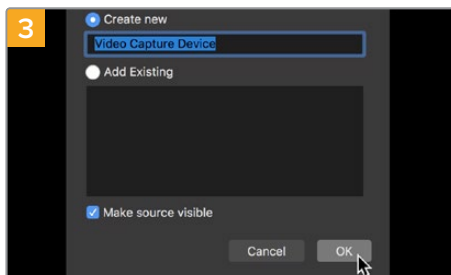 3
Create new
Video Capture Device
Add Existing
Make source visible
Cancel OK